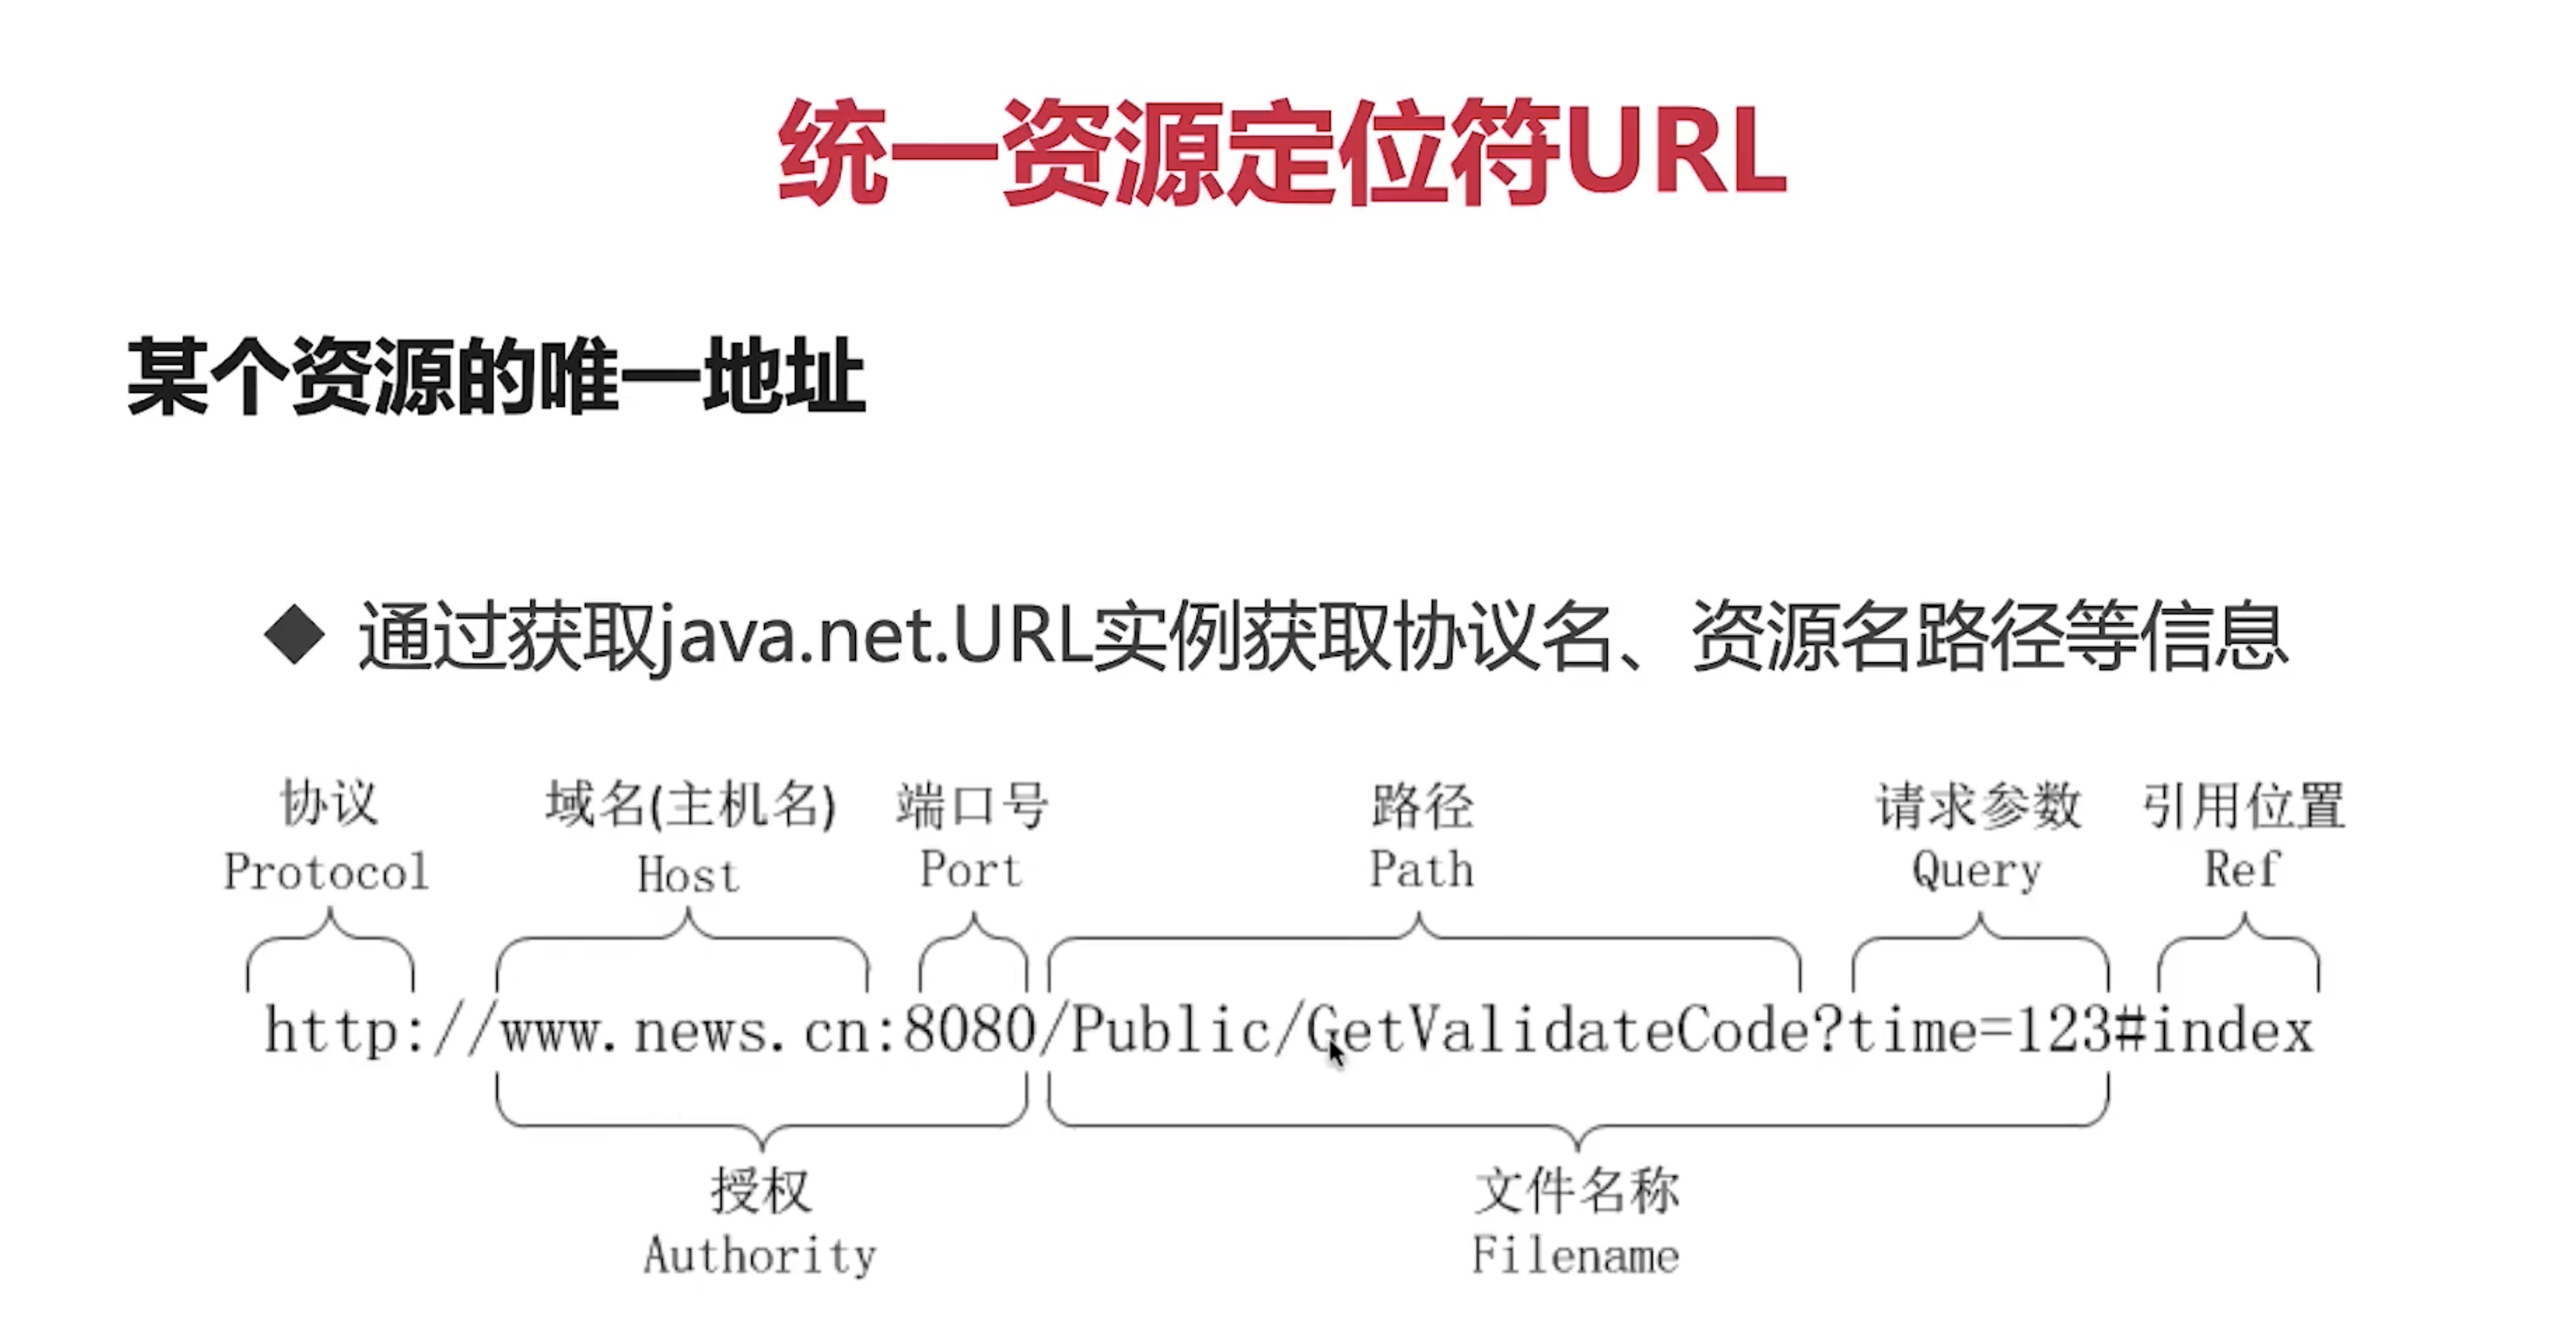 统一资源定位符URL
某个资源的唯一地址
◆ 通过获取java.net.URL实例获取协议名、资源名路径等信息
协议 域名(主机名) 端口号 路径 请求参数 引用位置
Protocol Host Port Path Query Ref
http://www.news.cn:8080/Public/GetValidateCode?time=123#index
授权 文件名称
Authority Filename